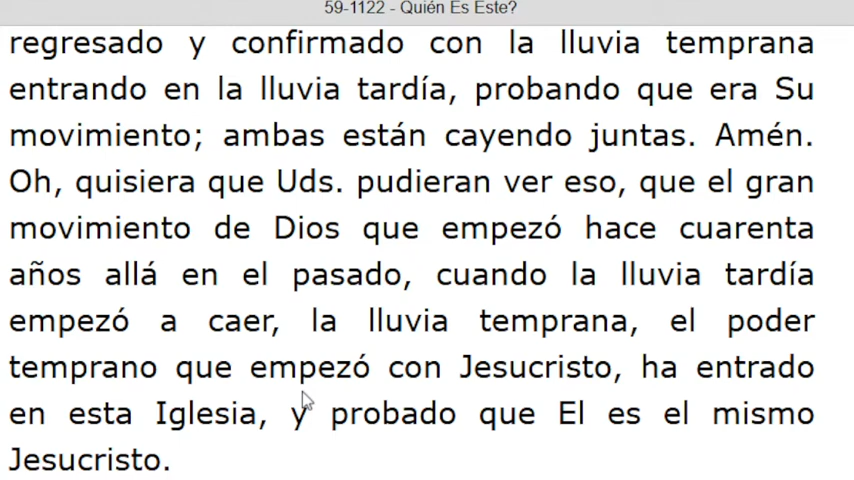 59-1122 - Quién Es Este?
regresado y confirmado con la lluvia temprana
entrando en la lluvia tardía, probando que era Su
movimiento; ambas están cayendo juntas. Amén.
Oh, quisiera que Uds. pudieran ver eso, que el gran
movimiento de Dios que empezó hace cuarenta
años allá en el pasado, cuando la lluvia tardía
empezó a caer, la lluvia temprana, el poder
temprano que empezó con Jesucristo, ha entrado
en esta Iglesia, y probado que El es el mismo
Jesucristo.